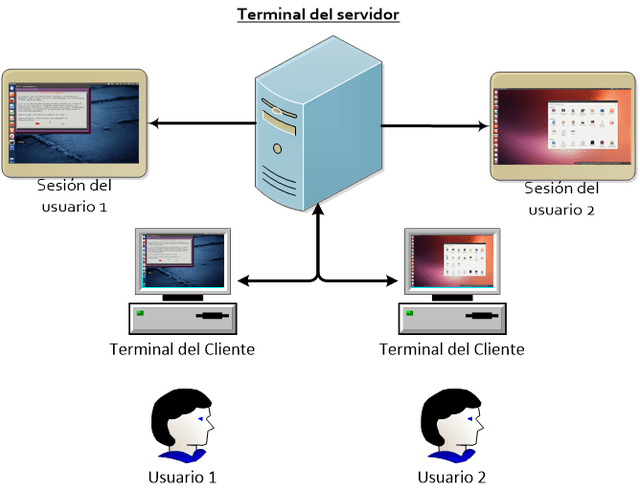 Terminal del servidor
Sesión del
usuario 1
Sesión del
usuario 2
Terminal del Cliente
Terminal del Cliente
Usuario 1
Usuario 2